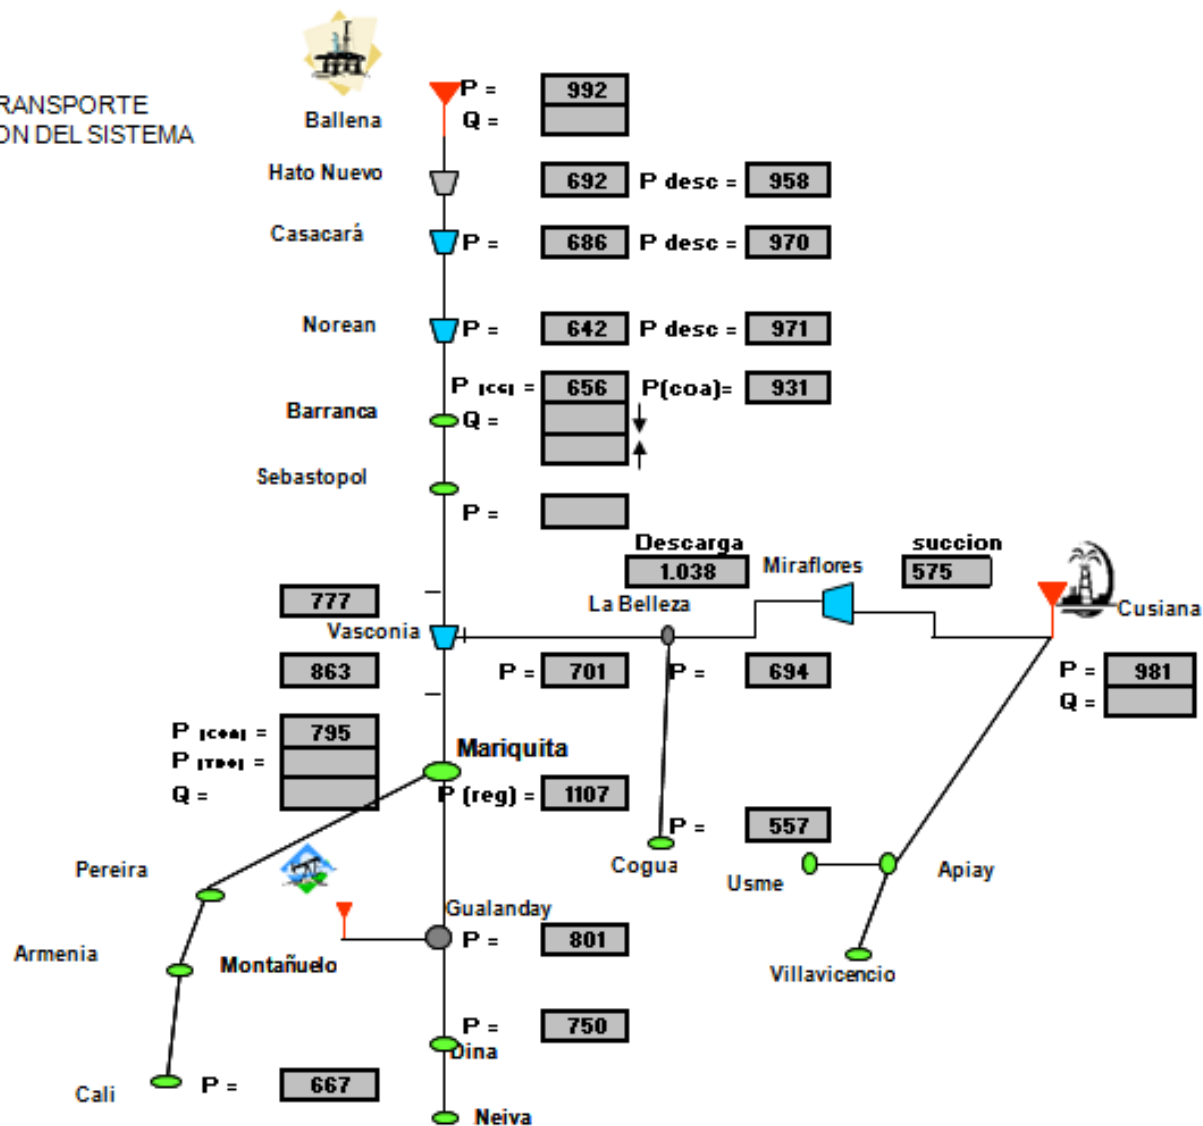 RANSPORTE
ON DEL SISTEMA
Ballena
P = 992
Q =
Hato Nuevo
692 P desc = 958
Casacará
P = 686 P desc = 970
Norean
P = 642 P desc = 971
P (CG) = 656 P(coa)= 931
Barranca
Q =
Sebastopol
P =
Descarga
1.038
Miraflores
succion
575
777
La Belleza
Cusiana
Vasconia
863
P = 701
P = 694
P = 981
Q =
P (COA) = 795
P (TDO) =
Q =
Mariquita
P (reg) = 1107
P = 557
Cogua
Usme
Apiay
Pereira
Gualanday
P = 801
Armenia
Montañuelo
Villavicencio
P = 750
Dina
Cali
P = 667
Neiva